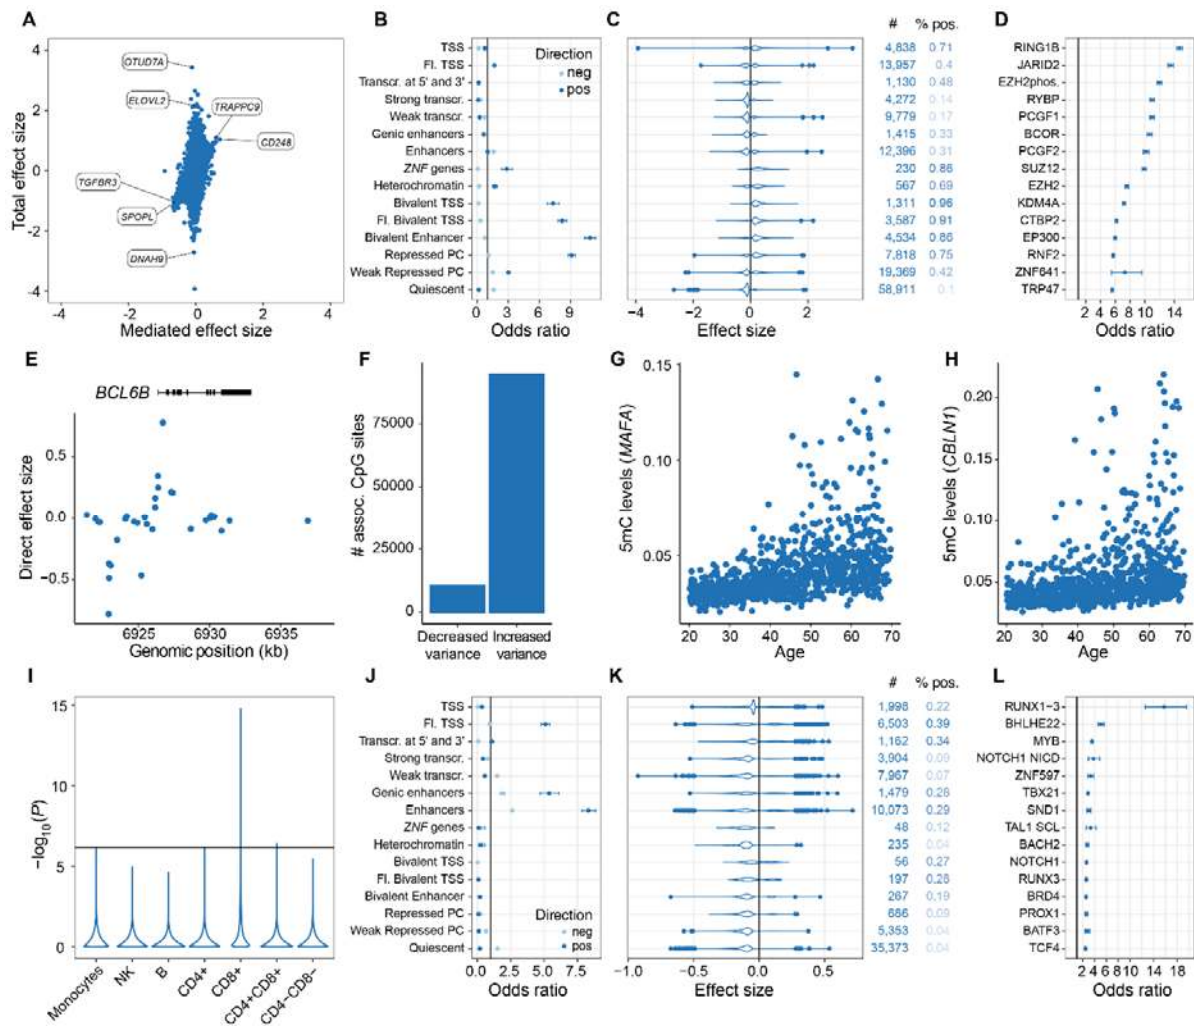 A
Total effect size
4
2
0
−2
−4
OTUD7A
ELOVL2
TRAPPC9
CD248
TGFBR3
SPOPL
DNAH9
−4 −2 0 2 4
Mediated effect size
B
TSS
Fl. TSS
Transcr. at 5' and 3'
Strong transcr.
Weak transcr.
Genic enhancers
Enhancers
ZNF genes
Heterochromatin
Bivalent TSS
Fl. Bivalent TSS
Bivalent Enhancer
Repressed PC
Weak Repressed PC
Quiescent
Direction
neg
pos
0 3 6 9
Odds ratio
C
# % pos.
4,838 0.71
13,957 0.4
1,130 0.48
4,272 0.14
9,779 0.17
1,415 0.33
12,396 0.31
230 0.86
567 0.69
1,311 0.96
3,587 0.91
4,534 0.86
7,818 0.75
19,369 0.42
58,911 0.1
−4 −2 0 2
Effect size
D
RING1B
JARID2
EZH2phos.
RYBP
PCGF1
BCOR
PCGF2
SUZ12
EZH2
KDM4A
CTBP2
EP300
RNF2
ZNF641
TRP47
2 4 6 8 10 14
Odds ratio
E
BCL6B
Direct effect size
0.5
0.0
−0.5
6925 6930 6935
Genomic position (kb)
F
# assoc. CpG sites
75000
50000
25000
0
Decreased variance
Increased variance
G
5mC levels (MAFA)
0.15
0.10
0.05
20 30 40 50 60 70
Age
H
5mC levels (CBLN1)
0.20
0.15
0.10
0.05
20 30 40 50 60 70
Age
I
−log10(P)
15
10
5
0
Monocytes
NK
B
CD4+
CD8+
CD4+CD8+
CD4−CD8−
J
TSS
Fl. TSS
Transcr. at 5' and 3'
Strong transcr.
Weak transcr.
Genic enhancers
Enhancers
ZNF genes
Heterochromatin
Bivalent TSS
Fl. Bivalent TSS
Bivalent Enhancer
Repressed PC
Weak Repressed PC
Quiescent
Direction
neg
pos
0.0 2.5 5.0 7.5
Odds ratio
K
# % pos.
1,998 0.22
6,503 0.39
1,162 0.34
3,904 0.09
7,967 0.07
1,479 0.26
10,073 0.29
48 0.12
235 0.04
56 0.27
197 0.28
267 0.19
686 0.09
5,353 0.04
35,373 0.04
−1.0 −0.5 0.0 0.5
Effect size
L
RUNX1−3
BHLHE22
MYB
NOTCH1 NICD
ZNF597
TBX21
SND1
TAL1 SCL
BACH2
NOTCH1
RUNX3
BRD4
PROX1
BATF3
TCF4
2 4 6 10 14 18
Odds ratio